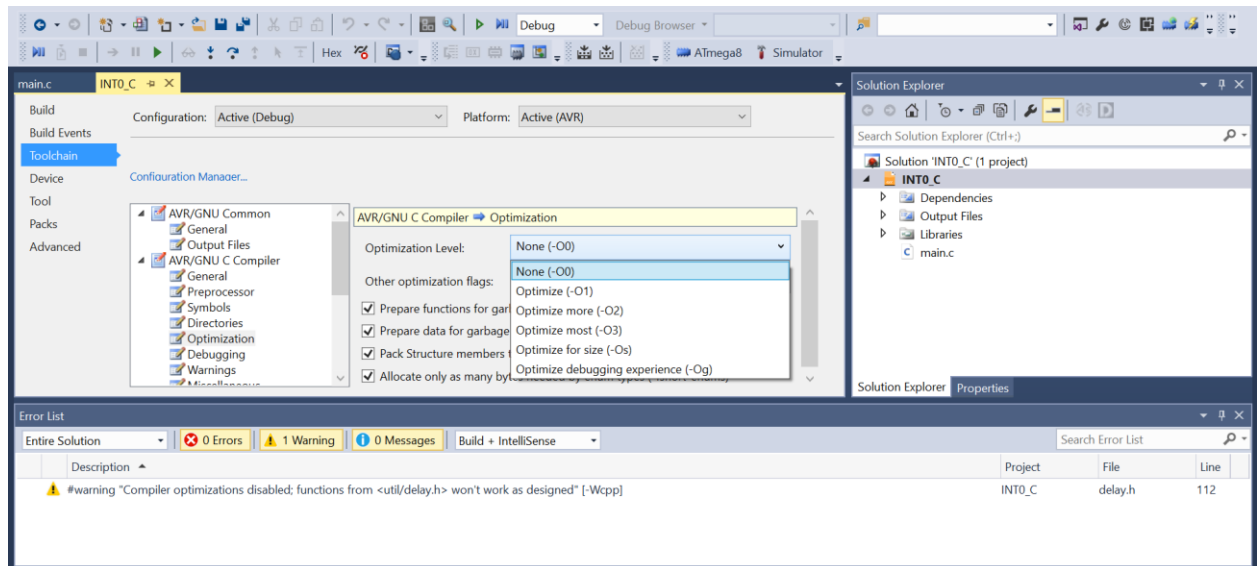 Debug Debug Browser
Hex ATmega8 Simulator
main.c INT0_C
Build
Build Events
Toolchain
Device
Tool
Packs
Advanced
Configuration: Active (Debug) Platform: Active (AVR)
Configuration Manager...
AVR/GNU Common
General
Output Files
AVR/GNU C Compiler
General
Preprocessor
Symbols
Directories
Optimization
Debugging
Warnings
Miscellaneous
AVR/GNU C Compiler Optimization
Optimization Level: None (-O0)
Other optimization flags:
None (-O0)
Optimize (-O1)
Optimize more (-O2)
Optimize most (-O3)
Optimize for size (-Os)
Optimize debugging experience (-Og)
Prepare functions for gar
Prepare data for garbage
Pack Structure members t
Allocate only as many bytes needed by enum types (-fshort-enums)
Solution Explorer
Search Solution Explorer (Ctrl+;)
Solution 'INT0_C' (1 project)
INT0_C
Dependencies
Output Files
Libraries
main.c
Solution Explorer Properties
Error List
Entire Solution 0 Errors 1 Warning 0 Messages Build + IntelliSense Search Error List
Description Project File Line
#warning "Compiler optimizations disabled; functions from <util/delay.h> won't work as designed" [-Wcpp] INT0_C delay.h 112